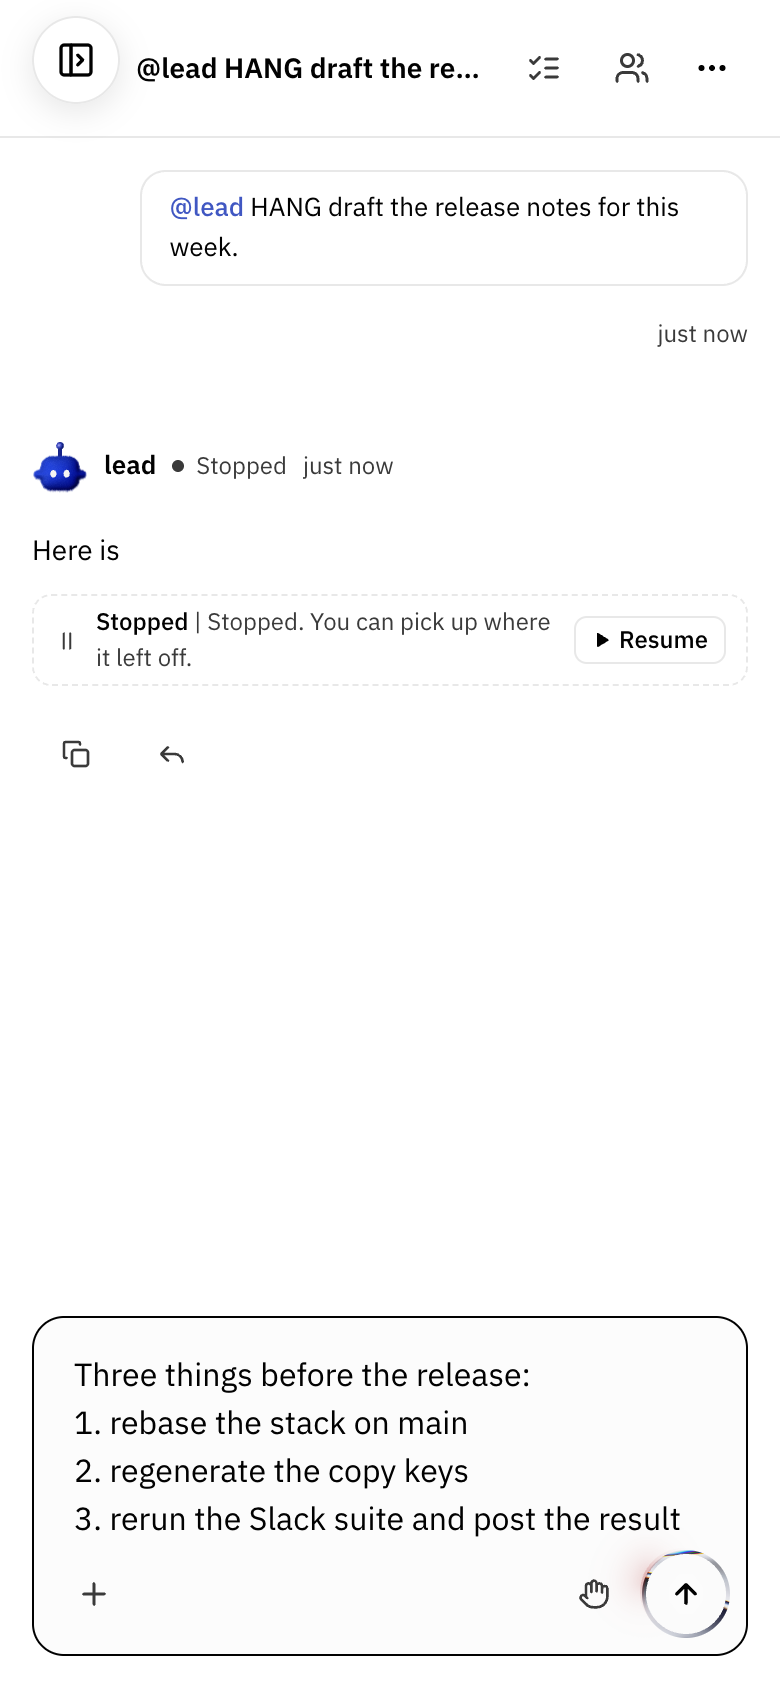 @lead HANG draft the re...
@lead HANG draft the release notes for this
week.
just now
lead ● Stopped just now
Here is
Stopped | Stopped. You can pick up where
it left off.
Resume
Three things before the release:
1. rebase the stack on main
2. regenerate the copy keys
3. rerun the Slack suite and post the result